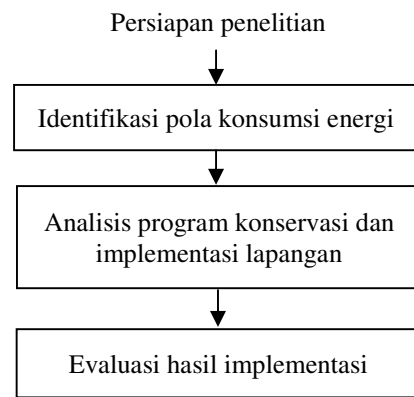 Persiapan penelitian
Identifikasi pola konsumsi energi
Analisis program konservasi dan
implementasi lapangan
Evaluasi hasil implementasi